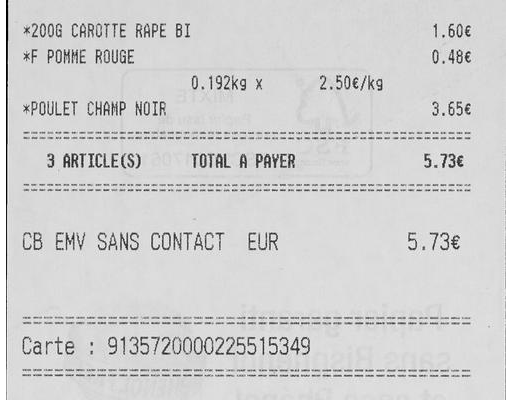 *200G CAROTTE RAPE BI 1.60€
*F POMME ROUGE 0.48€
0.192kg x 2.50€/kg
*POULET CHAMP NOIR 3.65€
3 ARTICLE(S) TOTAL A PAYER 5.73€
CB EMV SANS CONTACT EUR 5.73€
Carte : 9135720000225515349